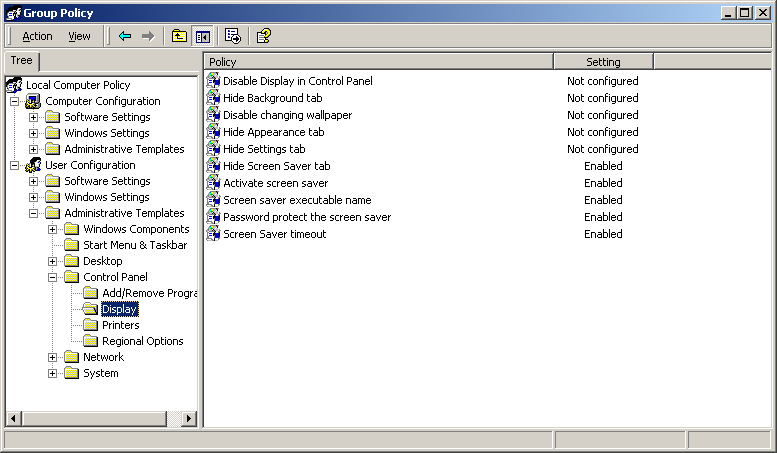 Group Policy
Action View
Tree
Local Computer Policy
Computer Configuration
Software Settings
Windows Settings
Administrative Templates
User Configuration
Software Settings
Windows Settings
Administrative Templates
Windows Components
Start Menu & Taskbar
Desktop
Control Panel
Add/Remove Progra
Display
Printers
Regional Options
Network
System
Policy Setting
Disable Display in Control Panel Not configured
Hide Background tab Not configured
Disable changing wallpaper Not configured
Hide Appearance tab Not configured
Hide Settings tab Not configured
Hide Screen Saver tab Enabled
Activate screen saver Enabled
Screen saver executable name Enabled
Password protect the screen saver Enabled
Screen Saver timeout Enabled